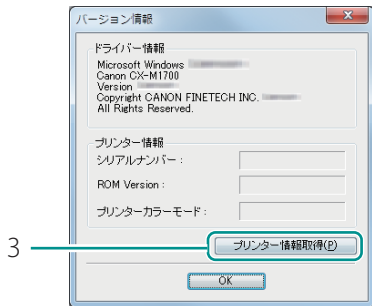 バージョン情報
ドライバー情報
Microsoft Windows
Canon CX-M1700
Version
Copyright CANON FINETECH INC.
All Rights Reserved.
プリンター情報
シリアルナンバー：
ROM Version：
プリンターカラーモード：
3
プリンター情報取得(P)
OK